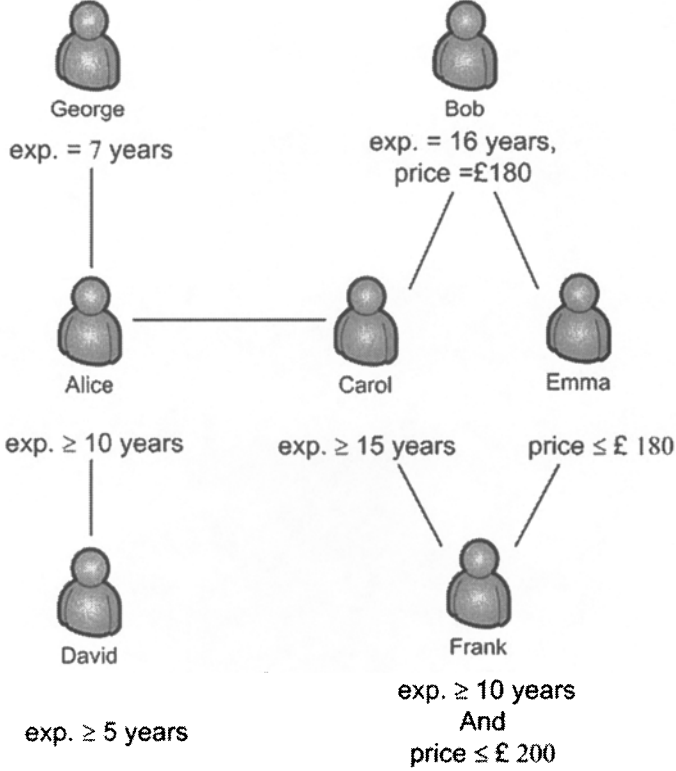 George
Bob
exp. = 7 years
exp. = 16 years,
price =£180
Alice
Carol
Emma
exp. ≥ 10 years
exp. ≥ 15 years
price ≤ £ 180
David
Frank
exp. ≥ 5 years
exp. ≥ 10 years
And
price ≤ £ 200